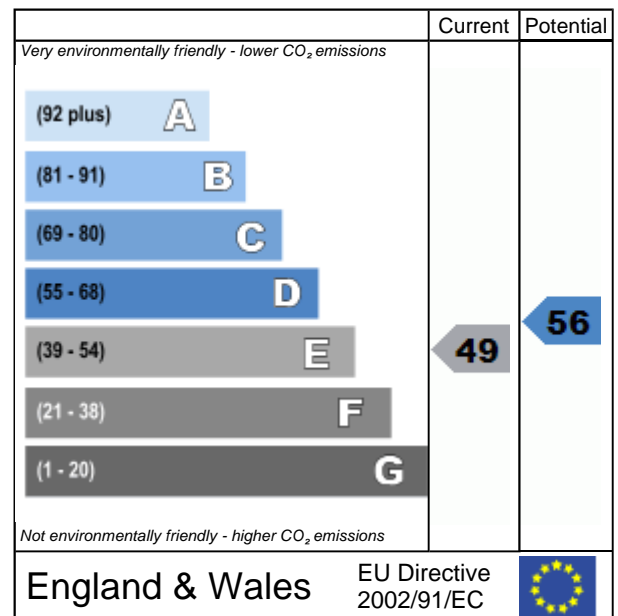 Current Potential
Very environmentally friendly - lower CO₂ emissions
(92 plus) A
(81 - 91) B
(69 - 80) C
(55 - 68) D
(39 - 54) E
(21 - 38) F
(1 - 20) G
49
56
Not environmentally friendly - higher CO₂ emissions
England & Wales
EU Directive
2002/91/EC